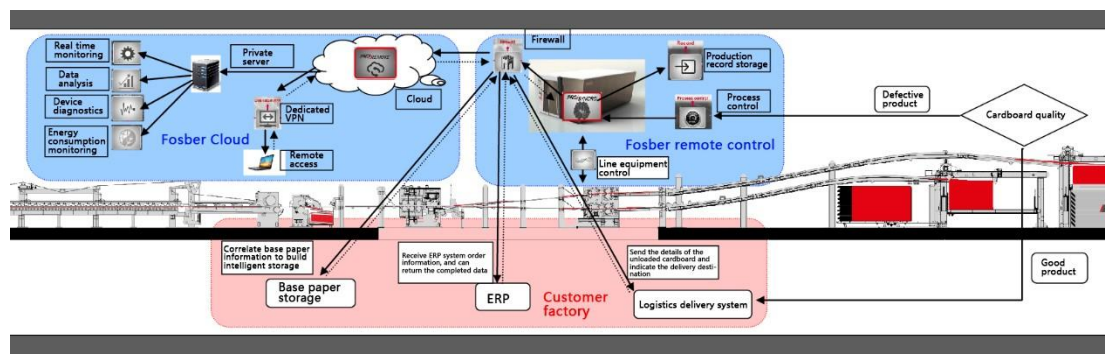 Real time
monitoring
Data
analysis
Device
diagnostics
Energy
consumption
monitoring
Private
server
Cloud
Dedicated
VPN
Remote
access
Fosber Cloud
Firewall
Record
Production
record storage
Process control
Process
control
Line equipment
control
Fosber remote control
Defective
product
Cardboard quality
Good
product
Correlate base paper
information to build
intelligent storage
Base paper
storage
Receive ERP system order
information, and can
return the completed data
ERP
Customer
factory
Send the details of the
unloaded cardboard and
indicate the delivery desti-
nation
Logistics delivery system